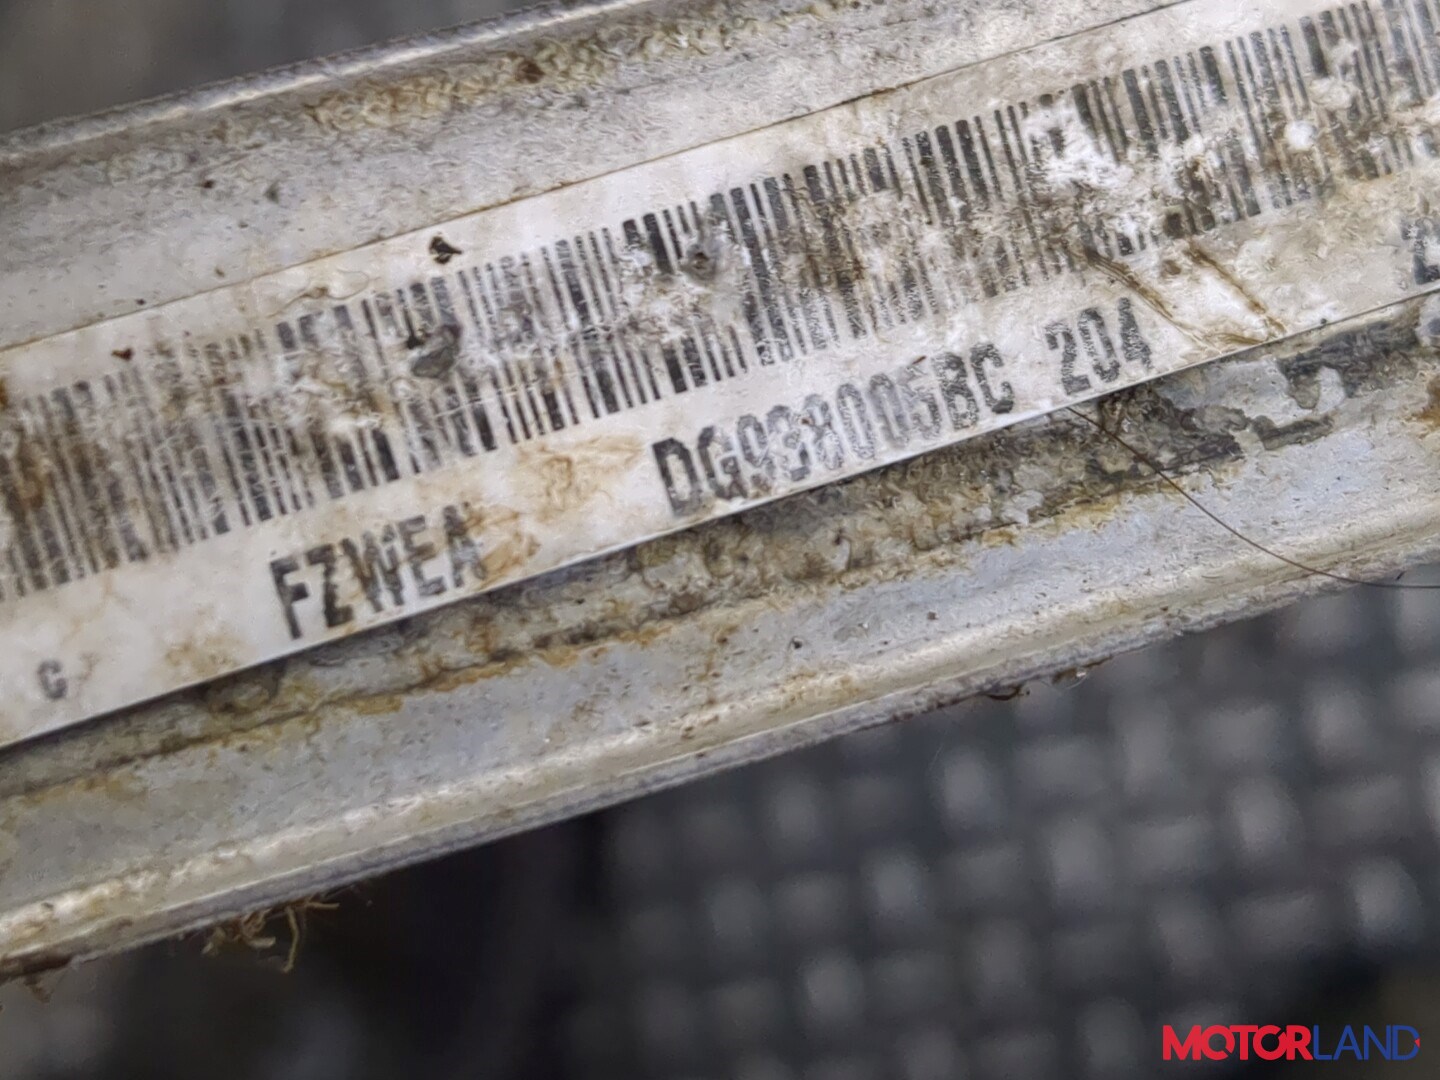 C FZWEA DG938005BC 204
MOTORLAND